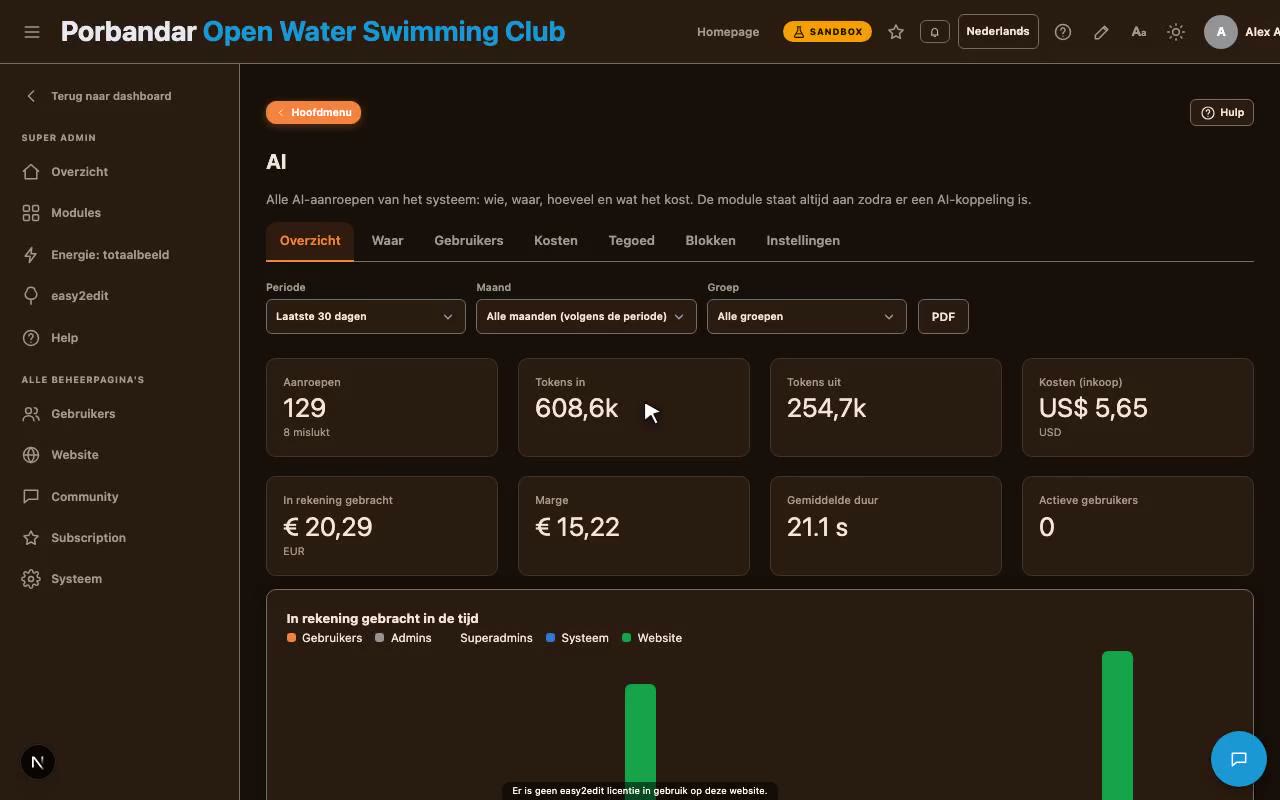 Porbandar Open Water Swimming Club
Homepage
SANDBOX
Nederlands
Aa
A
Alex A
Terug naar dashboard
SUPER ADMIN
Overzicht
Modules
Energie: totaalbeeld
easy2edit
Help
ALLE BEHEERPAGINA'S
Gebruikers
Website
Community
Subscription
Systeem
N
Hoofdmenu
Hulp
AI
Alle AI-aanroepen van het systeem: wie, waar, hoeveel en wat het kost. De module staat altijd aan zodra er een AI-koppeling is.
Overzicht Waar Gebruikers Kosten Tegoed Blokken Instellingen
Periode Maand Groep
Laatste 30 dagen Alle maanden (volgens de periode) Alle groepen PDF
Aanroepen
129
8 mislukt
Tokens in
608,6k
Tokens uit
254,7k
Kosten (inkoop)
US$ 5,65
USD
In rekening gebracht
€ 20,29
EUR
Marge
€ 15,22
Gemiddelde duur
21.1 s
Actieve gebruikers
0
In rekening gebracht in de tijd
Gebruikers Admins Superadmins Systeem Website
Er is geen easy2edit licentie in gebruik op deze website.